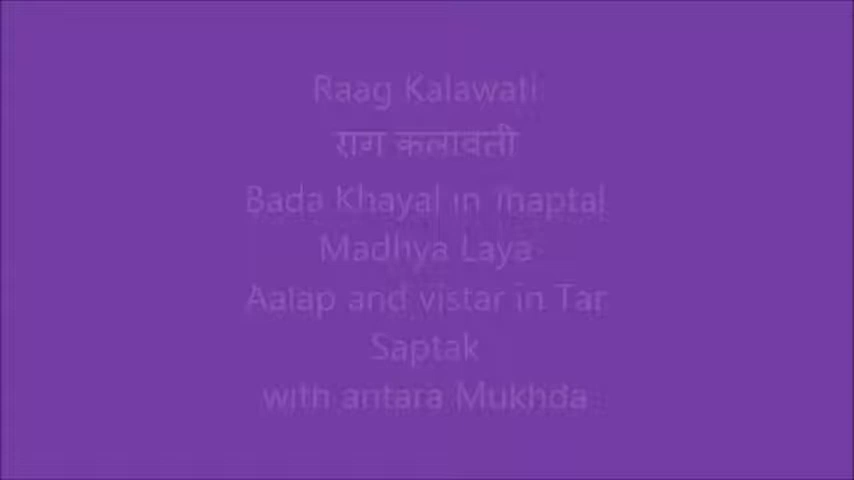 Raag Kalawati
राग कलावती
Bada Khayal in Jhaptal
Madhya Laya
Aalap and vistar in Tar
Saptak
with antara Mukhda